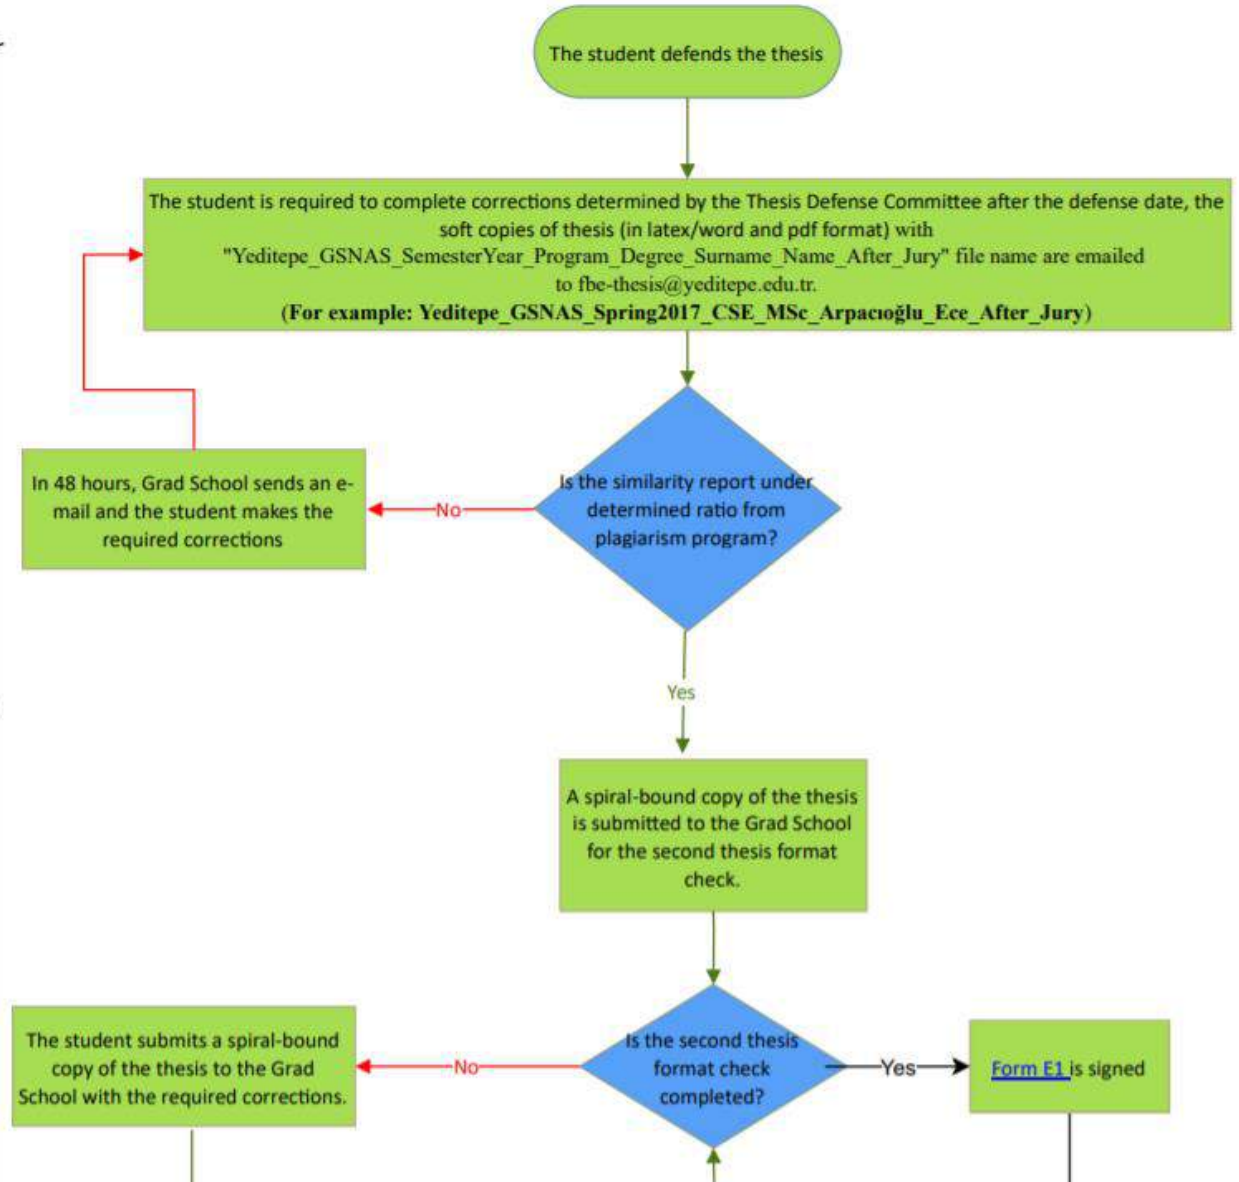 The student defends the thesis
The student is required to complete corrections determined by the Thesis Defense Committee after the defense date, the
soft copies of thesis (in latex/word and pdf format) with
"Yeditepe_GSNAS_SemesterYear_Program_Degree_Surname_Name_After_Jury" file name are emailed
to fbe-thesis@yeditepe.edu.tr.
(For example: Yeditepe_GSNAS_Spring2017_CSE_MSc_Arpacıoğlu_Ece_After_Jury)
In 48 hours, Grad School sends an e-
mail and the student makes the
required corrections
No
Is the similarity report under
determined ratio from
plagiarism program?
Yes
A spiral-bound copy of the thesis
is submitted to the Grad School
for the second thesis format
check.
The student submits a spiral-bound
copy of the thesis to the Grad
School with the required corrections.
No
Is the second thesis
format check
completed?
Yes
Form E1 is signed